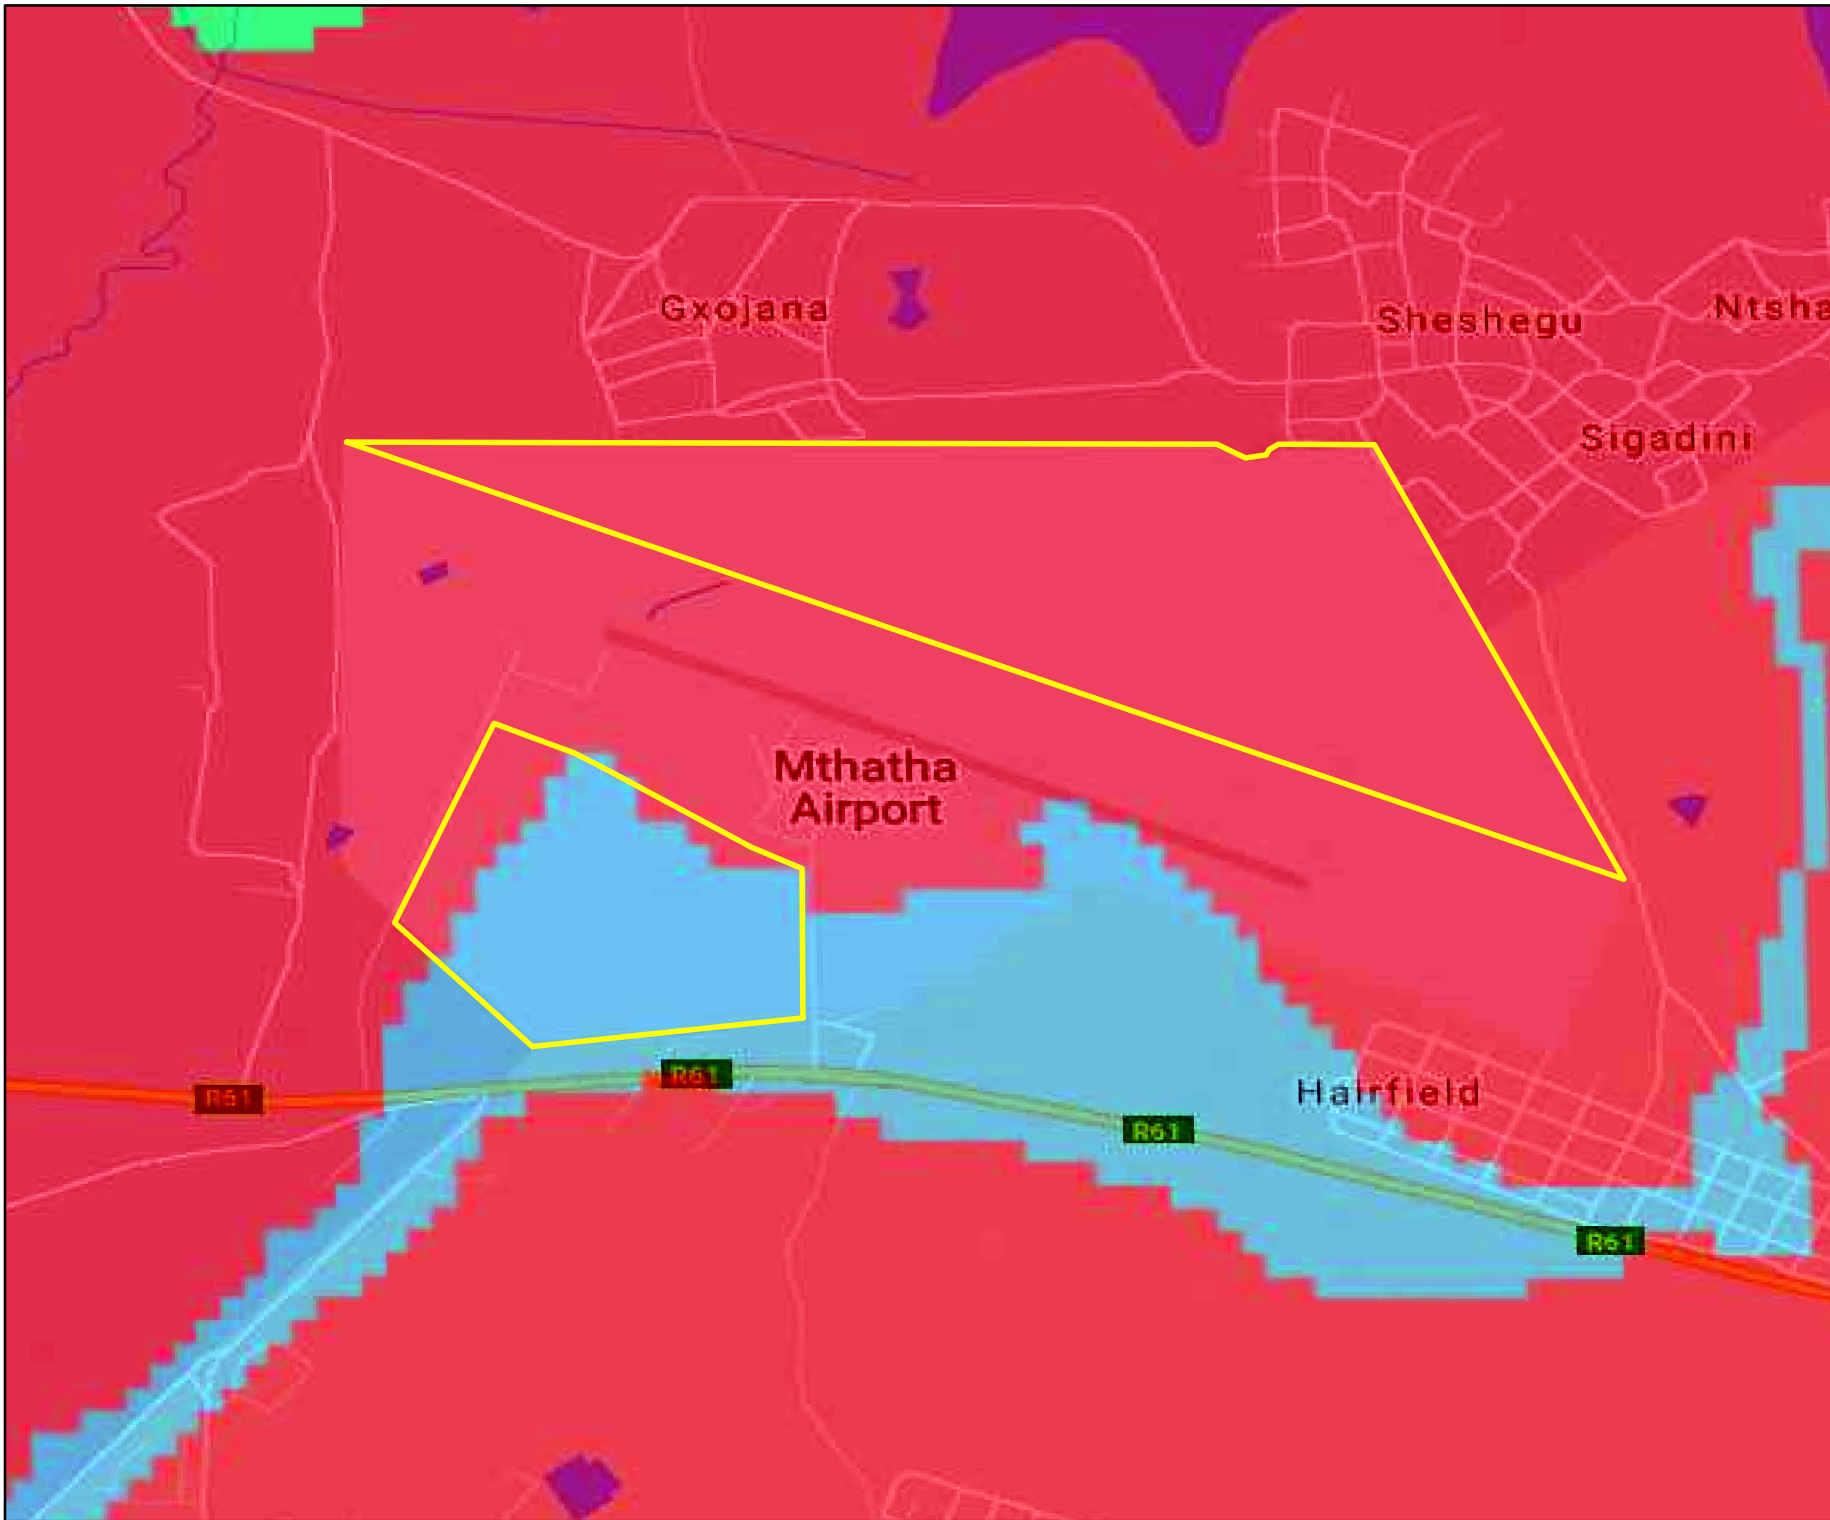 Gxojana
Sheshegu
Ntsha
Sigadini
Mthatha
Airport
R61
R61
Hairfield
R61
R61